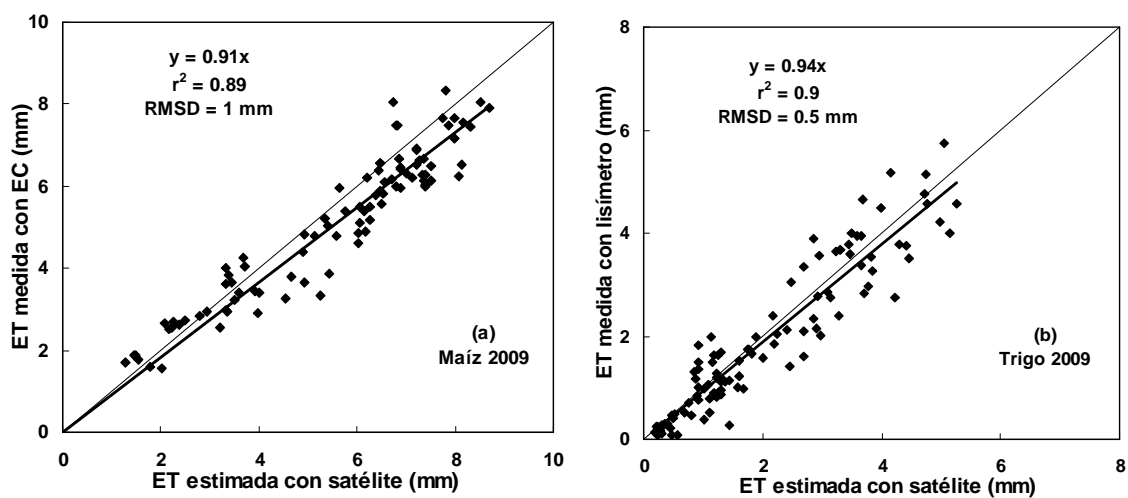 10
8
6
4
2
0
ET medida con EC (mm)
y = 0.91x
r² = 0.89
RMSD = 1 mm
(a)
Maíz 2009
0 2 4 6 8 10
ET estimada con satélite (mm)
8
6
4
2
0
ET medida con lisímetro (mm)
y = 0.94x
r² = 0.9
RMSD = 0.5 mm
(b)
Trigo 2009
0 2 4 6 8
ET estimada con satélite (mm)